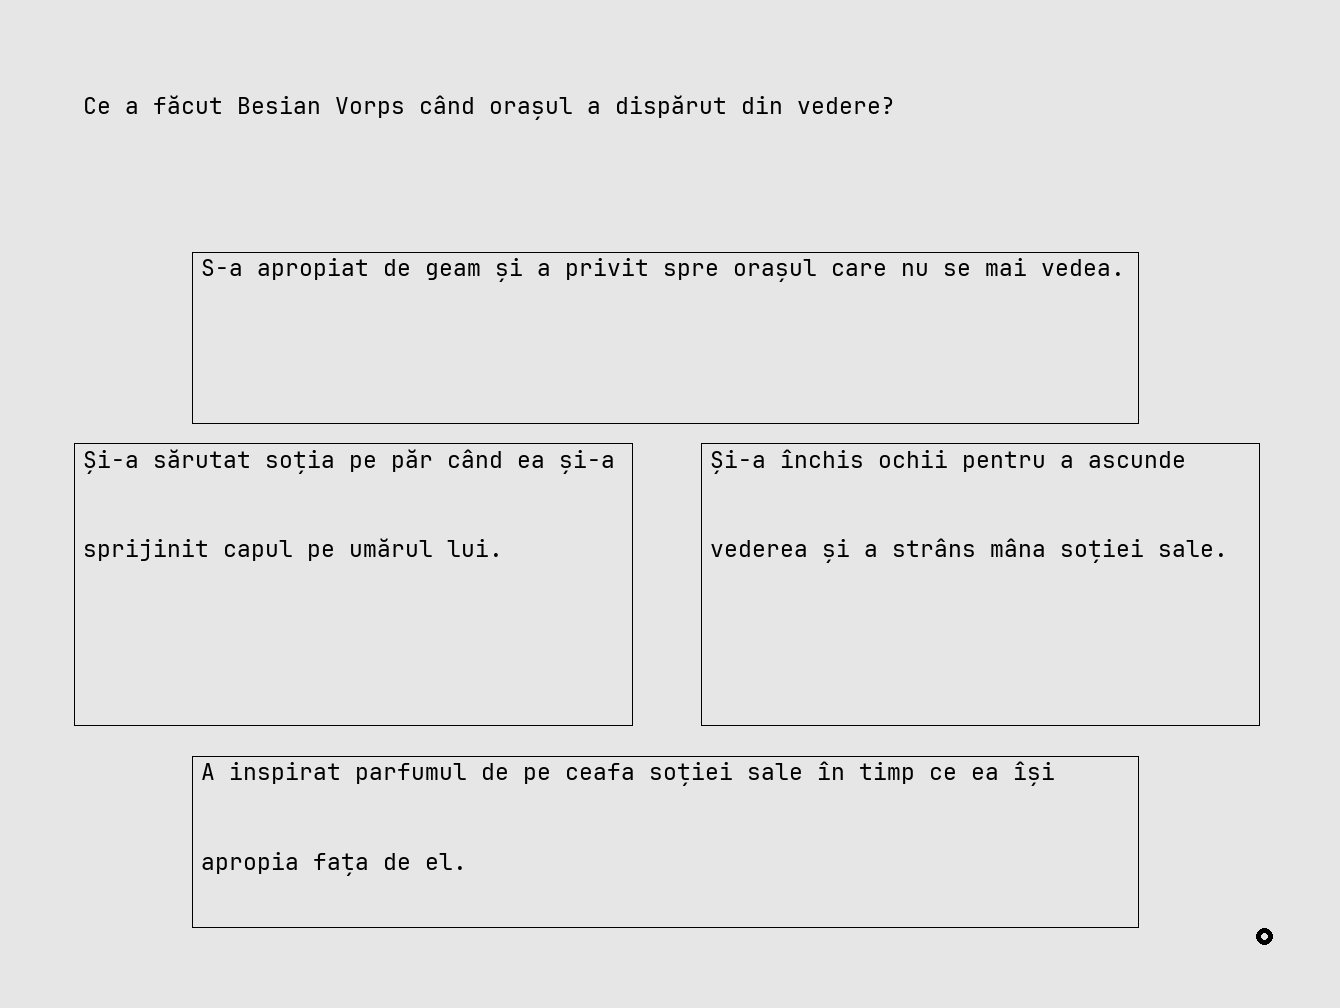 Ce a făcut Besian Vorps când orașul a dispărut din vedere?
S-a apropiat de geam și a privit spre orașul care nu se mai vedea.
Și-a sărutat soția pe păr când ea și-a
sprijinit capul pe umărul lui.
Și-a închis ochii pentru a ascunde
vederea și a strâns mâna soției sale.
A inspirat parfumul de pe ceafa soției sale în timp ce ea își
apropia fața de el.